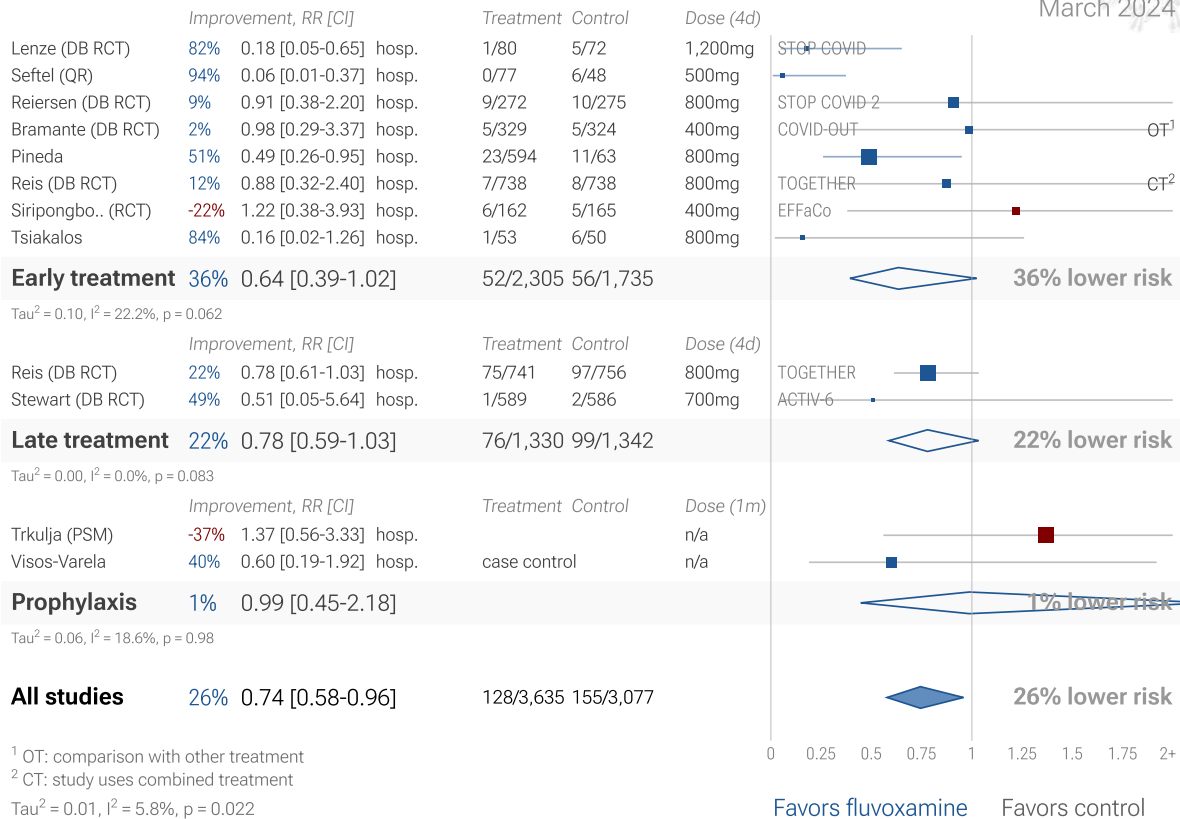 March 2024
Improvement, RR [CI] Treatment Control Dose (4d)
Lenze (DB RCT) 82% 0.18 [0.05-0.65] hosp. 1/80 5/72 1,200mg STOP COVID
Seftel (QR) 94% 0.06 [0.01-0.37] hosp. 0/77 6/48 500mg
Reiersen (DB RCT) 9% 0.91 [0.38-2.20] hosp. 9/272 10/275 800mg STOP COVID 2
Bramante (DB RCT) 2% 0.98 [0.29-3.37] hosp. 5/329 5/324 400mg COVID-OUT OT1
Pineda 51% 0.49 [0.26-0.95] hosp. 23/594 11/63 800mg
Reis (DB RCT) 12% 0.88 [0.32-2.40] hosp. 7/738 8/738 800mg TOGETHER CT2
Siripongbo.. (RCT) -22% 1.22 [0.38-3.93] hosp. 6/162 5/165 400mg EFFaCo
Tsiakalos 84% 0.16 [0.02-1.26] hosp. 1/53 6/50 800mg
Early treatment 36% 0.64 [0.39-1.02] 52/2,305 56/1,735 36% lower risk
Tau2 = 0.10, I2 = 22.2%, p = 0.062
Improvement, RR [CI] Treatment Control Dose (4d)
Reis (DB RCT) 22% 0.78 [0.61-1.03] hosp. 75/741 97/756 800mg TOGETHER
Stewart (DB RCT) 49% 0.51 [0.05-5.64] hosp. 1/589 2/586 700mg ACTIV-6
Late treatment 22% 0.78 [0.59-1.03] 76/1,330 99/1,342 22% lower risk
Tau2 = 0.00, I2 = 0.0%, p = 0.083
Improvement, RR [CI] Treatment Control Dose (1m)
Trkulja (PSM) -37% 1.37 [0.56-3.33] hosp. n/a
Visos-Varela 40% 0.60 [0.19-1.92] hosp. case control n/a
Prophylaxis 1% 0.99 [0.45-2.18] 1% lower risk
Tau2 = 0.06, I2 = 18.6%, p = 0.98
All studies 26% 0.74 [0.58-0.96] 128/3,635 155/3,077 26% lower risk
0 0.25 0.5 0.75 1 1.25 1.5 1.75 2+
1 OT: comparison with other treatment
2 CT: study uses combined treatment
Tau2 = 0.01, I2 = 5.8%, p = 0.022
Favors fluvoxamine Favors control